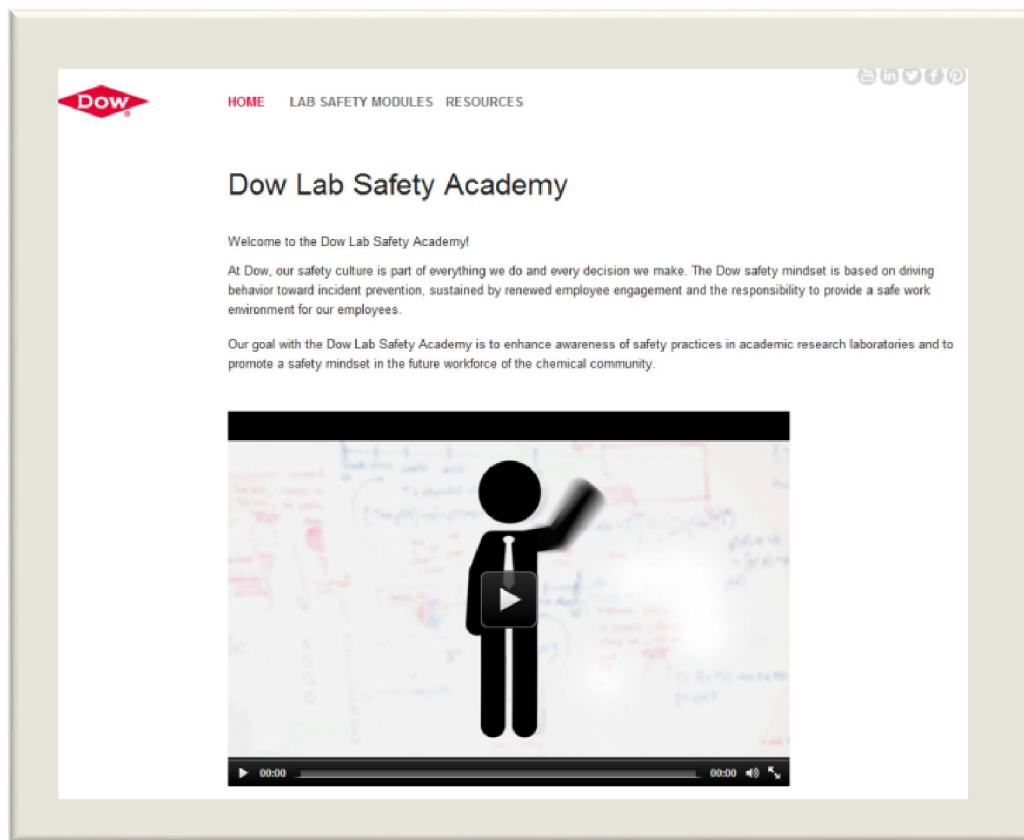 Dow
HOME LAB SAFETY MODULES RESOURCES
Dow Lab Safety Academy
Welcome to the Dow Lab Safety Academy!
At Dow, our safety culture is part of everything we do and every decision we make. The Dow safety mindset is based on driving
behavior toward incident prevention, sustained by renewed employee engagement and the responsibility to provide a safe work
environment for our employees.
Our goal with the Dow Lab Safety Academy is to enhance awareness of safety practices in academic research laboratories and to
promote a safety mindset in the future workforce of the chemical community.
00:00 00:00